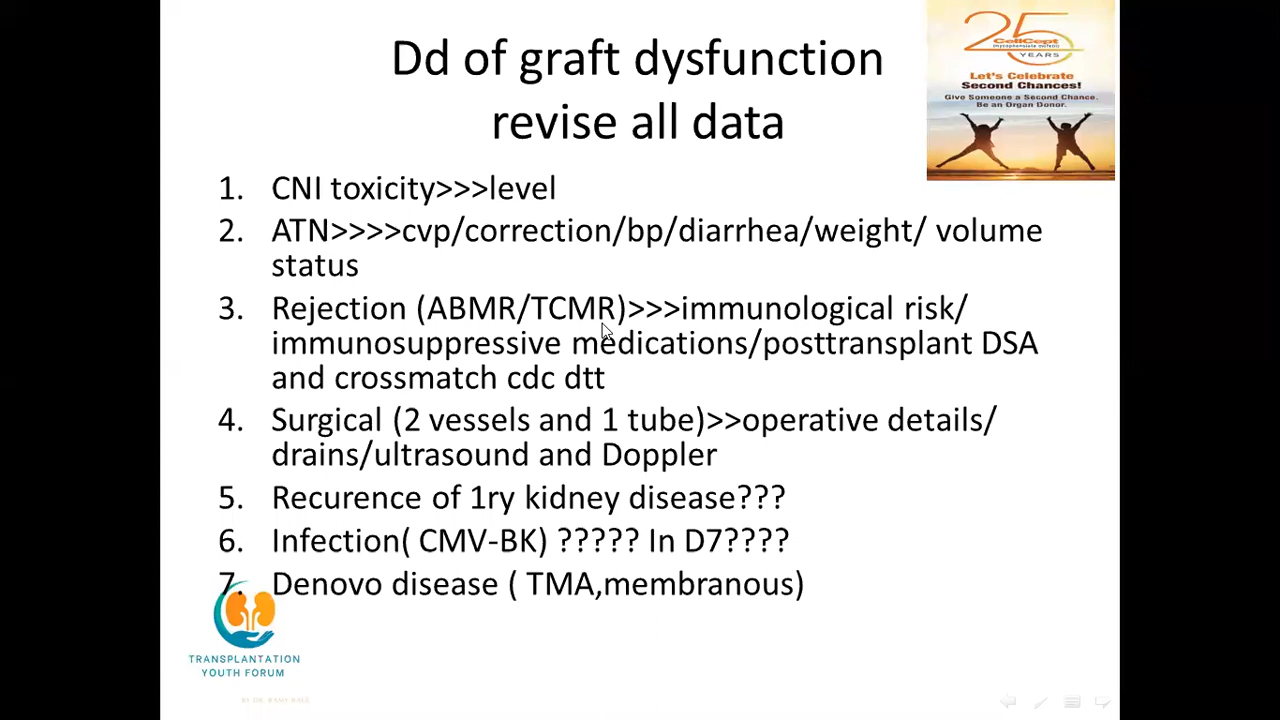 Dd of graft dysfunction
revise all data
25
CellCept
(mycophenolate mofetil)
YEARS
Let's Celebrate
Second Chances!
Give Someone a Second Chance.
Be an Organ Donor.
1. CNI toxicity>>>level
2. ATN>>>>cvp/correction/bp/diarrhea/weight/ volume
status
3. Rejection (ABMR/TCMR)>>>immunological risk/
immunosuppressive medications/posttransplant DSA
and crossmatch cdc dtt
4. Surgical (2 vessels and 1 tube)>>operative details/
drains/ultrasound and Doppler
5. Recurence of 1ry kidney disease???
6. Infection( CMV-BK) ????? In D7????
7. Denovo disease ( TMA,membranous)
TRANSPLANTATION
YOUTH FORUM